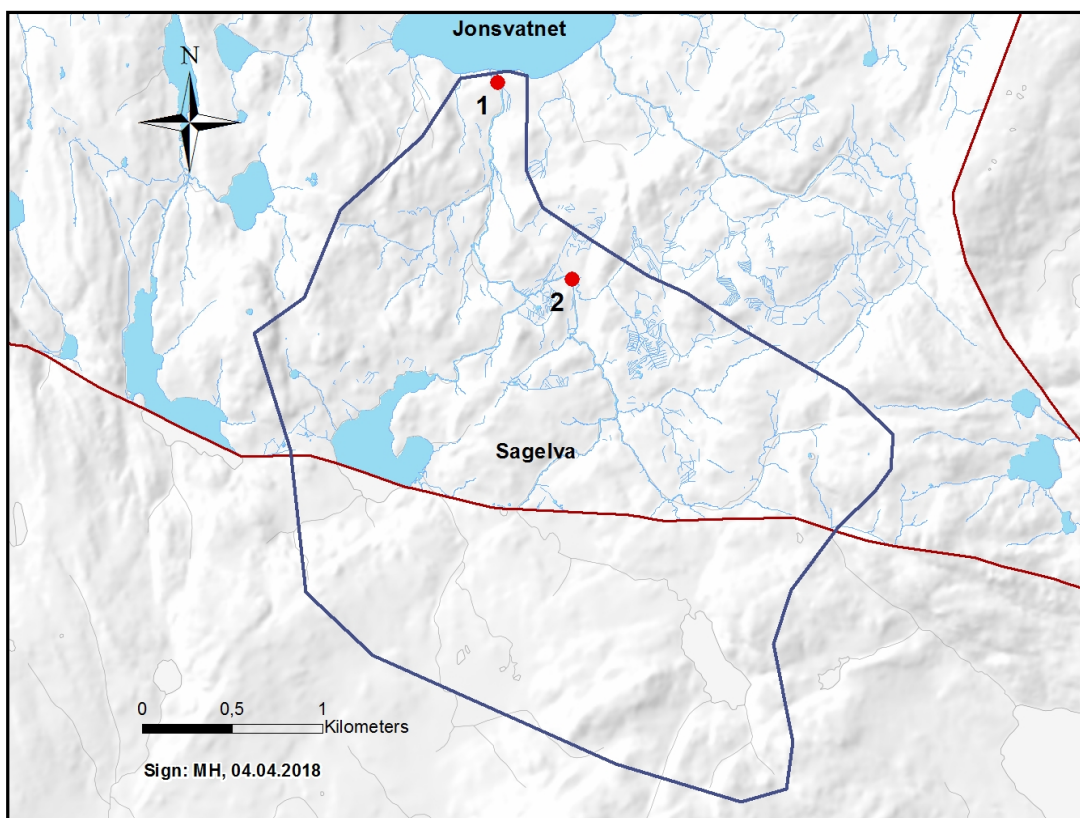 Jonsvatnet
N
1
2
Sagelva
0 0,5 1
Kilometers
Sign: MH, 04.04.2018